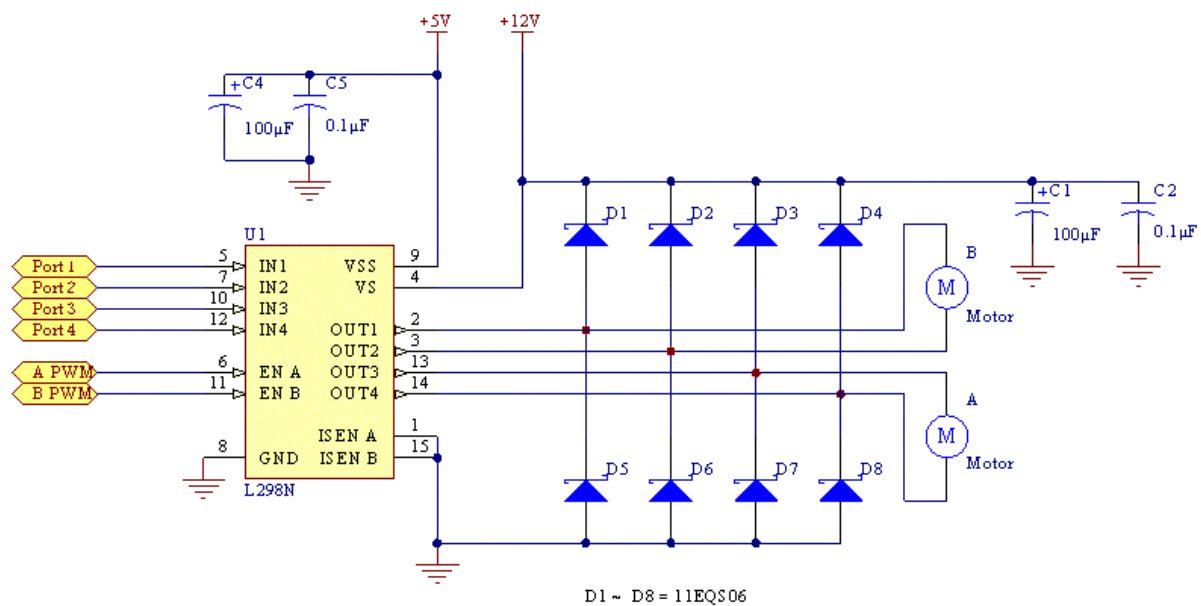 +5V
+12V
+C4
100µF
C5
0.1µF
U1
Port 1
Port 2
Port 3
Port 4
A PWM
B PWM
5
7
10
12
6
11
8
IN1
IN2
IN3
IN4
EN A
EN B
GND
VSS
VS
OUT1
OUT2
OUT3
OUT4
ISEN A
ISEN B
9
4
2
3
13
14
1
15
L298N
D1
D2
D3
D4
+C1
100µF
C2
0.1µF
B
M
Motor
A
M
Motor
D5
D6
D7
D8
D1 ~ D8 = 11EQS06